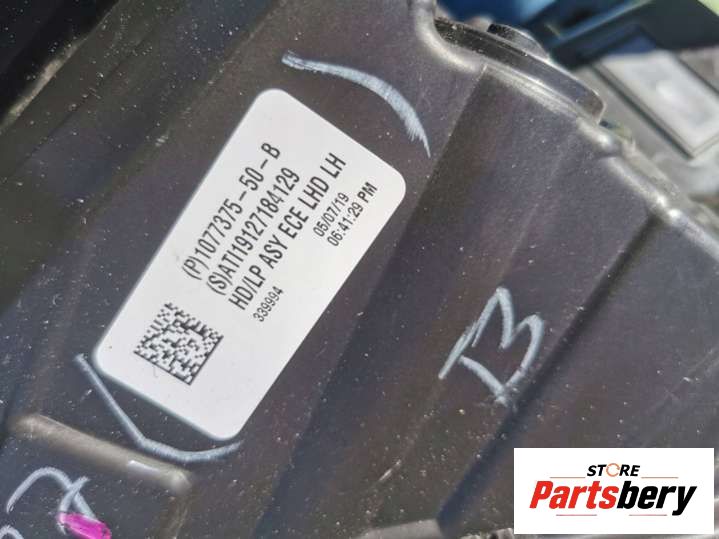 (P)1077375-50-B
(S)ATI19127184129
HD/LP ASY ECE LHD LH
339994
05/07/19
06:41:29 PM
B
STORE
Partsbery